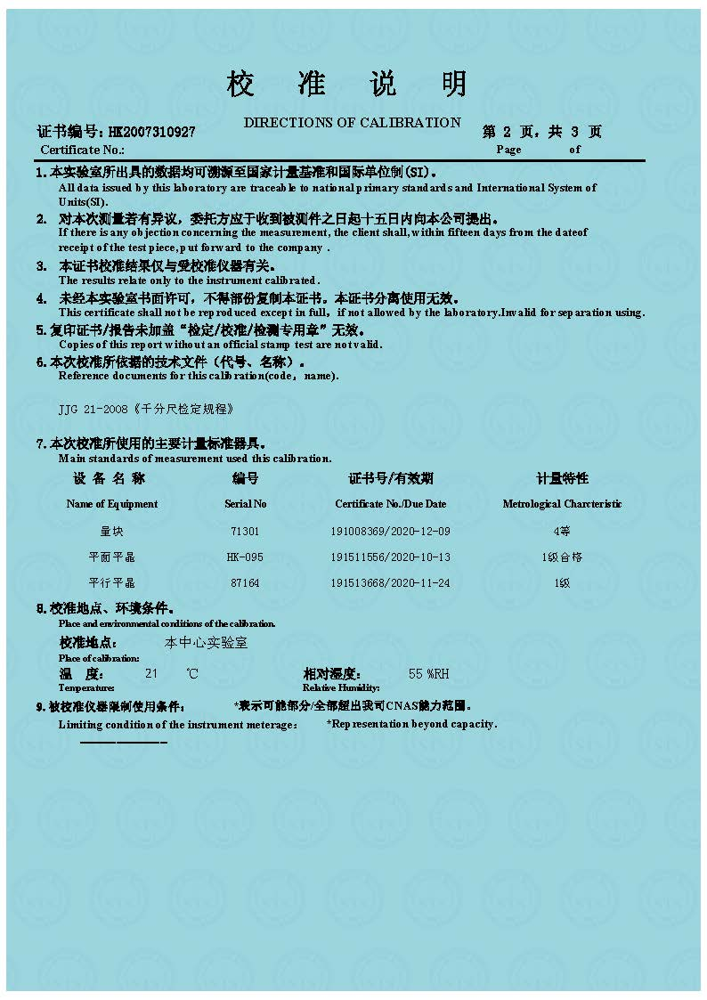 校 准 说 明
DIRECTIONS OF CALIBRATION
证书编号：HK2007310927 第 2 页，共 3 页
Certificate No.: Page of
1.本实验室所出具的数据均可溯源至国家计量基准和国际单位制(SI)。
All data issued by this laboratory are traceable to national primary standards and International System of
Units(SI).
2. 对本次测量若有异议，委托方应于收到被测件之日起十五日内向本公司提出。
If there is any objection concerning the measurement, the client shall, within fifteen days from the dateof
receipt of the test piece, put forward to the company .
3. 本证书校准结果仅与受校准仪器有关。
The results relate only to the instrument calibrated.
4. 未经本实验室书面许可，不得部份复制本证书。本证书分离使用无效。
This certificate shall not be reproduced except in full，if not allowed by the laboratory.Invalid for separation using.
5.复印证书/报告未加盖“检定/校准/检测专用章”无效。
Copies of this report without an official stamp test are not valid.
6.本次校准所依据的技术文件（代号、名称）。
Reference documents for this calibration(code，name).
JJG 21-2008《千分尺检定规程》
7.本次校准所使用的主要计量标准器具。
Main standards of measurement used this calibration.
设 备 名 称 编号 证书号/有效期 计量特性
Name of Equipment Serial No Certificate No./Due Date Metrological Charcteristic
量块 71301 191008369/2020-12-09 4等
平面平晶 HK-095 191511556/2020-10-13 1级合格
平行平晶 87164 191513668/2020-11-24 1级
8.校准地点、环境条件。
Place and environmental conditions of the calibration.
校准地点： 本中心实验室
Place of calibration:
温 度： 21 ℃ 相对湿度： 55 %RH
Temperature: Relative Humidity:
9.被校准仪器限制使用条件： *表示可能部分/全部超出我司CNAS能力范围。
Limiting condition of the instrument meterage： *Representation beyond capacity.